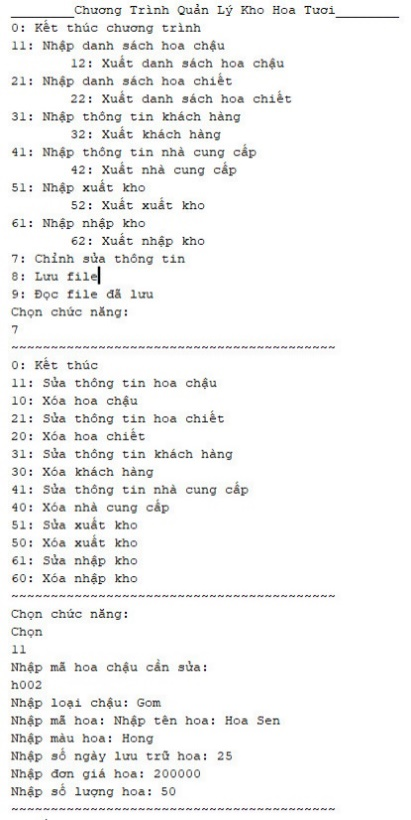 ________Chương Trình Quản Lý Kho Hoa Tươi________
0: Kết thúc chương trình
11: Nhập danh sách hoa chậu
12: Xuất danh sách hoa chậu
21: Nhập danh sách hoa chiết
22: Xuất danh sách hoa chiết
31: Nhập thông tin khách hàng
32: Xuất khách hàng
41: Nhập thông tin nhà cung cấp
42: Xuất nhà cung cấp
51: Nhập xuất kho
52: Xuất xuất kho
61: Nhập nhập kho
62: Xuất nhập kho
7: Chỉnh sửa thông tin
8: Lưu file
9: Đọc file đã lưu
Chọn chức năng:
7
~~~~~~~~~~~~~~~~~~~~~~~~~~~~~~~~~~~~~~~~~
0: Kết thúc
11: Sửa thông tin hoa chậu
10: Xóa hoa chậu
21: Sửa thông tin hoa chiết
20: Xóa hoa chiết
31: Sửa thông tin khách hàng
30: Xóa khách hàng
41: Sửa thông tin nhà cung cấp
40: Xóa nhà cung cấp
51: Sửa xuất kho
50: Xóa xuất kho
61: Sửa nhập kho
60: Xóa nhập kho
~~~~~~~~~~~~~~~~~~~~~~~~~~~~~~~~~~~~~~~~~
Chọn chức năng:
Chọn
11
Nhập mã hoa chậu cần sửa:
h002
Nhập loại chậu: Gom
Nhập mã hoa: Nhập tên hoa: Hoa Sen
Nhập màu hoa: Hong
Nhập số ngày lưu trữ hoa: 25
Nhập đơn giá hoa: 200000
Nhập số lượng hoa: 50
~~~~~~~~~~~~~~~~~~~~~~~~~~~~~~~~~~~~~~~~~